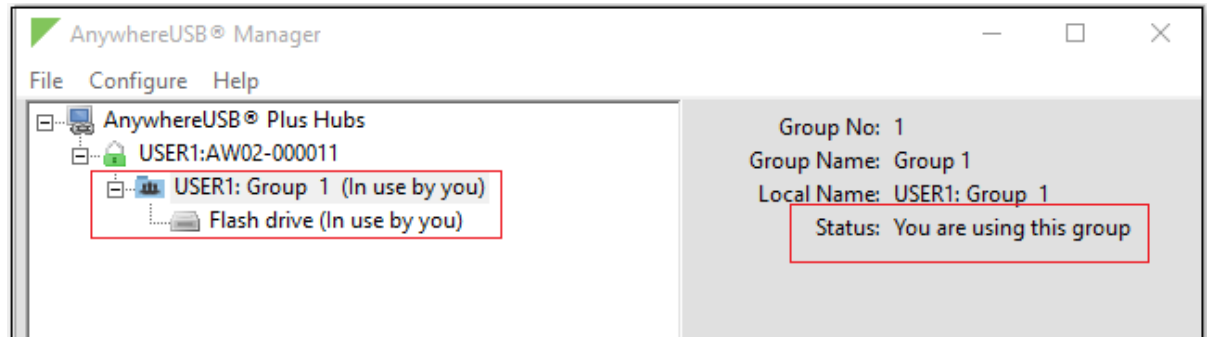 AnywhereUSB® Manager
File Configure Help
AnywhereUSB® Plus Hubs
USER1:AW02-000011
USER1: Group 1 (In use by you)
Flash drive (In use by you)
Group No: 1
Group Name: Group 1
Local Name: USER1: Group 1
Status: You are using this group